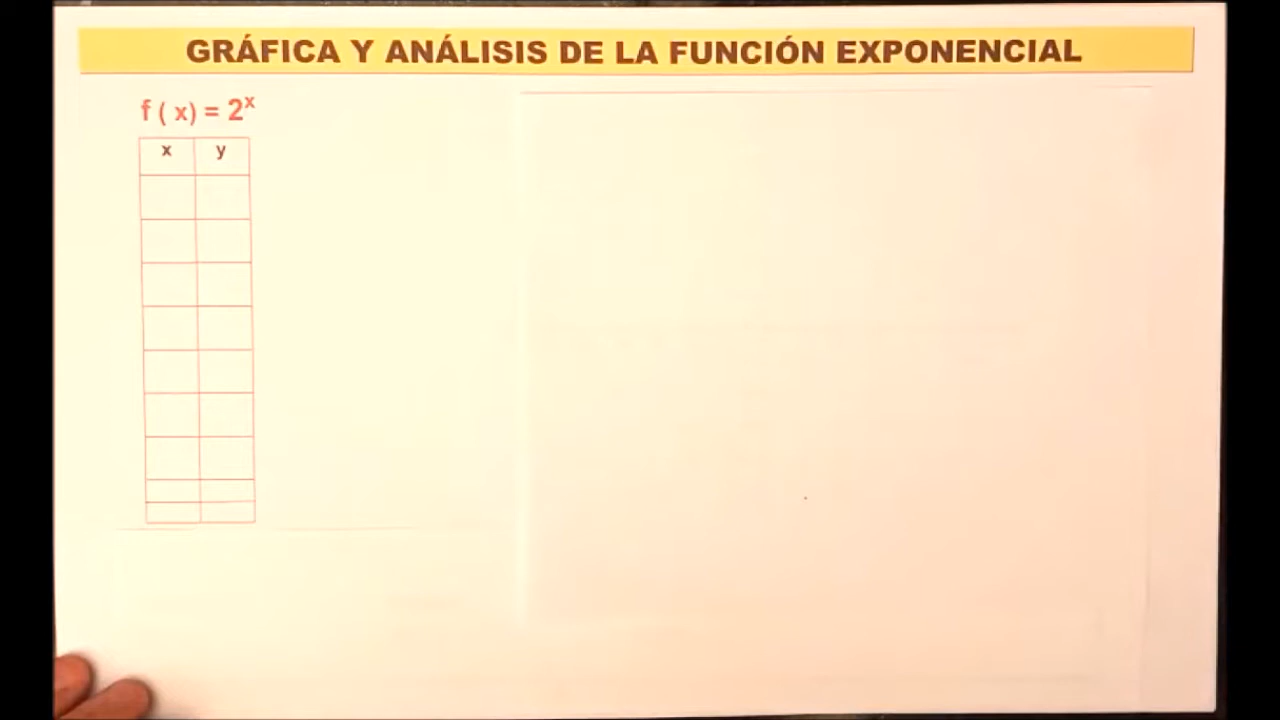 GRÁFICA Y ANÁLISIS DE LA FUNCIÓN EXPONENCIAL
f ( x) = 2ˣ
x y